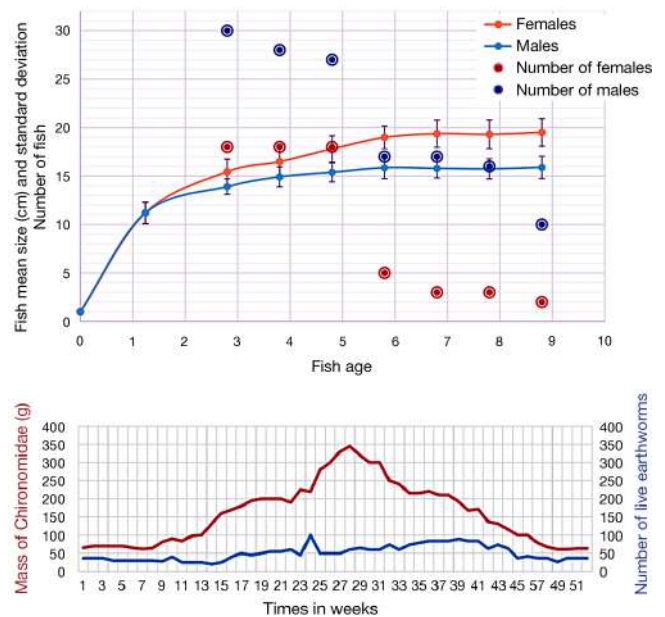 Fish mean size (cm) and standard deviation
Number of fish
30
25
20
15
10
5
0
0 1 2 3 4 5 6 7 8 9 10
Fish age
Females
Males
Number of females
Number of males
Mass of Chironomidae (g)
400
350
300
250
200
150
100
50
0
1 3 5 7 9 11 13 15 17 19 21 23 25 27 29 31 33 35 37 39 41 43 45 57 49 51
Times in weeks
400
350
300
250
200
150
100
50
0
Number of live earthworms